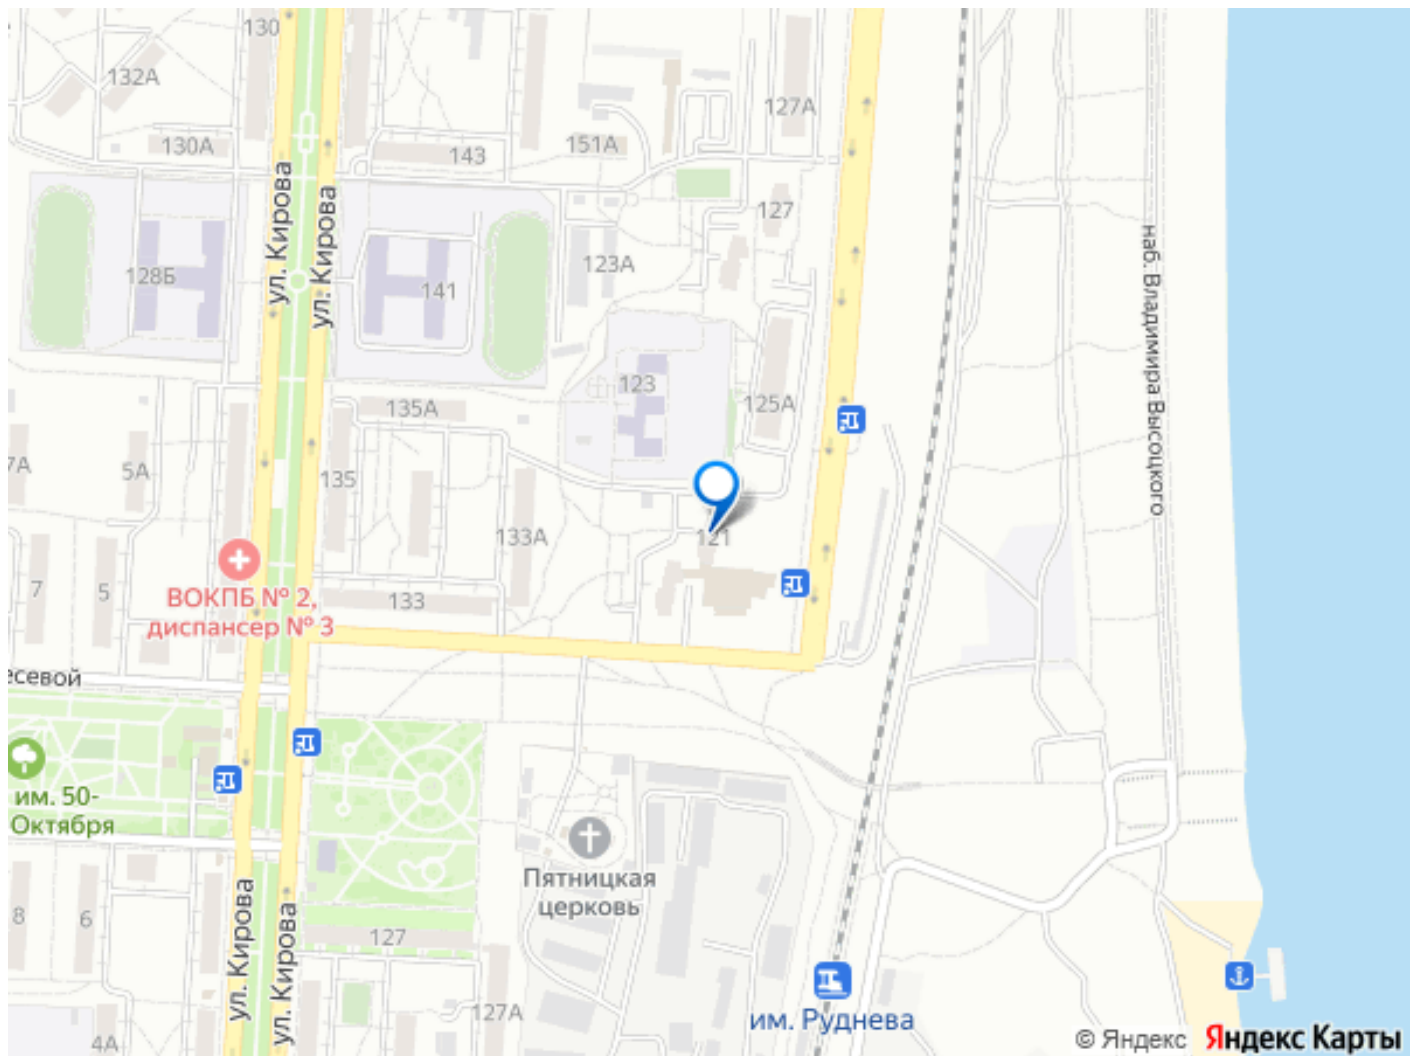 130
132А
127А
130А
143
151А
ул. Кирова
ул. Кирова
127
128Б
141
123А
наб. Владимира Высоцкого
123
125А
135А
7А
5А
135
133А
121
ВОКПБ № 2,
диспансер № 3
7
5
133
есевой
им. 50-
Октября
Пятницкая
церковь
8
6
ул. Кирова
ул. Кирова
127
127А
4А
им. Руднева
© Яндекс Яндекс Карты